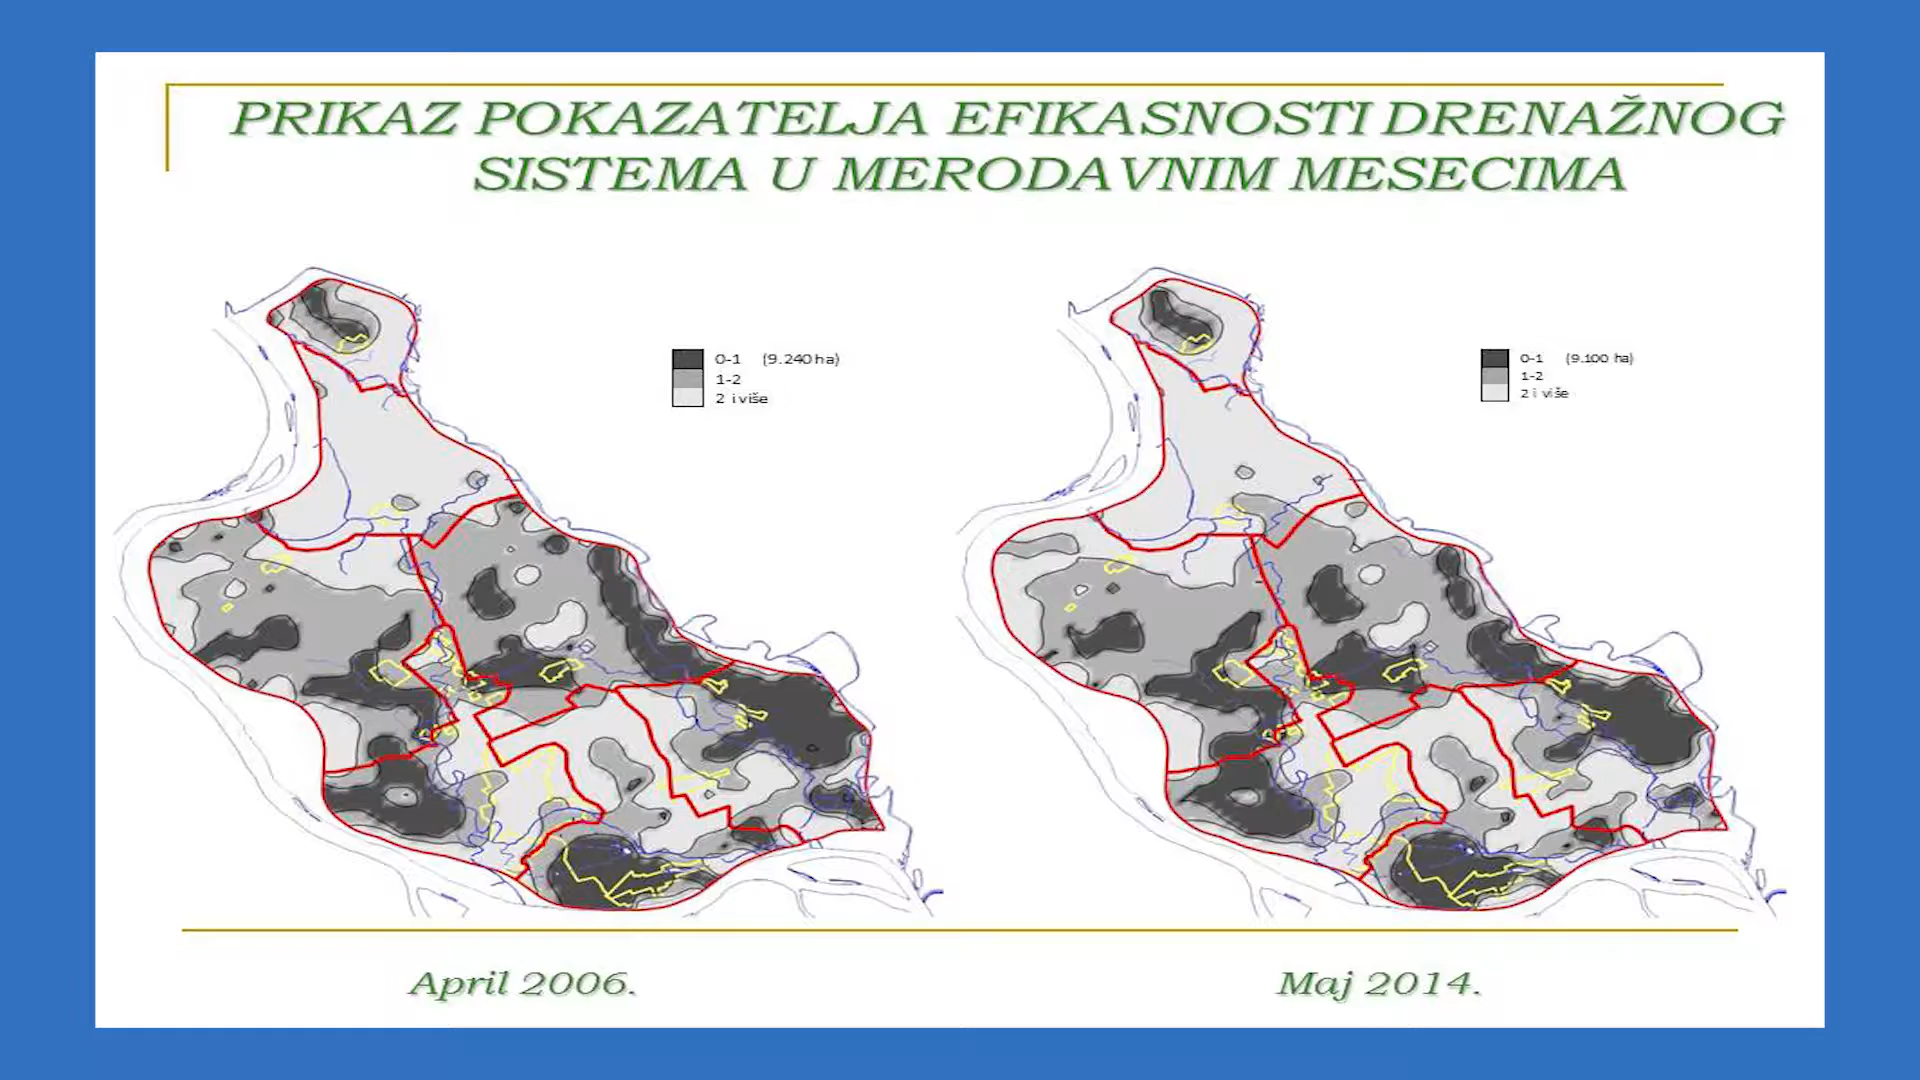 PRIKAZ POKAZATELJA EFIKASNOSTI DRENAŽNOG
SISTEMA U MERODAVNIM MESECIMA
0-1 (9.240 ha)
1-2
2 i više
0-1 (9.100 ha)
1-2
2 i više
April 2006.
Maj 2014.